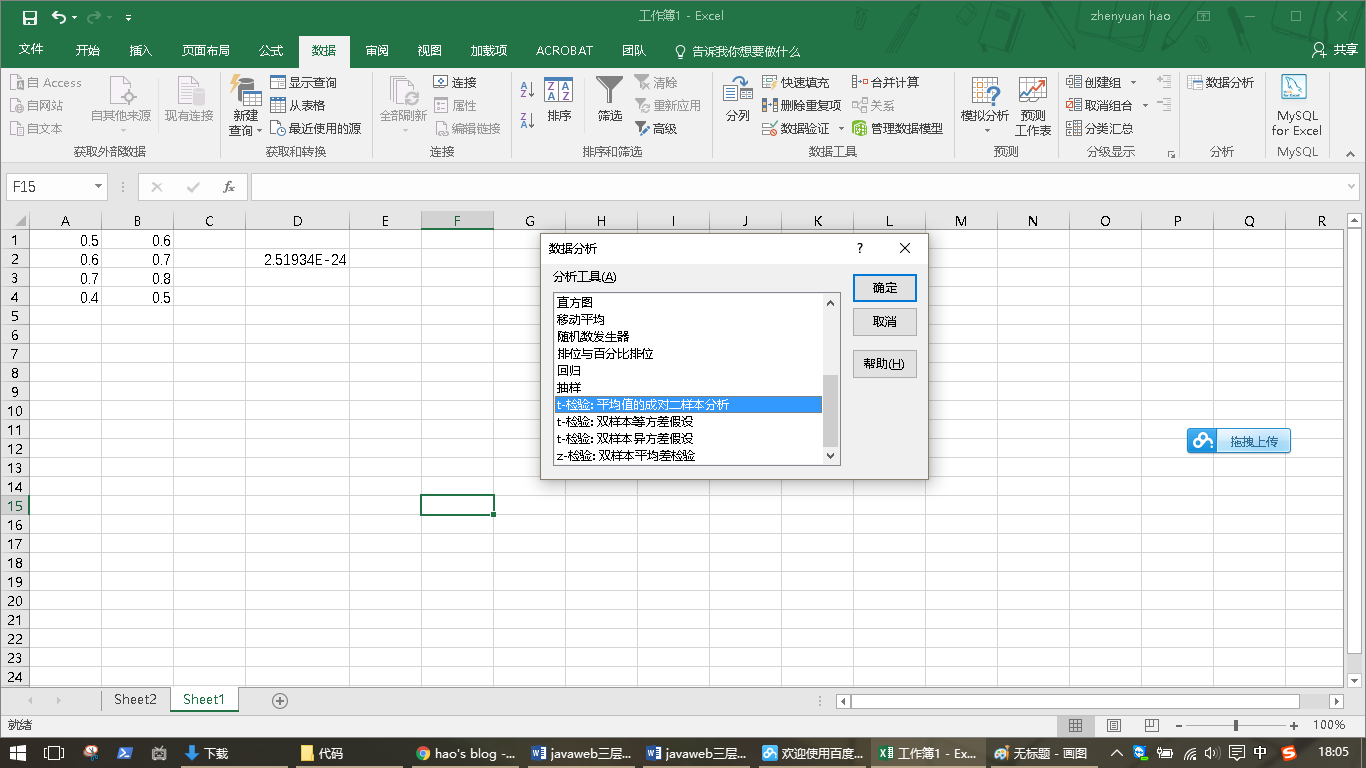 工作簿1 - Excel
zhenyuan hao
文件 开始 插入 页面布局 公式 数据 审阅 视图 加载项 ACROBAT 团队 告诉我你想要做什么 共享
自 Access
自网站
自文本
自其他来源
现有连接
获取外部数据
新建
查询
显示查询
从表格
最近使用的源
获取和转换
全部刷新
连接
属性
编辑链接
连接
排序
筛选
清除
重新应用
高级
排序和筛选
分列
快速填充
删除重复项
数据验证
合并计算
关系
管理数据模型
数据工具
模拟分析
预测
工作表
预测
创建组
取消组合
分类汇总
分级显示
数据分析
分析
MySQL
for Excel
MySQL
F15
fx
A B C D E F G H I J K L M N O P Q R
1 0.5 0.6
2 0.6 0.7 2.51934E-24
3 0.7 0.8
4 0.4 0.5
5
6
7
8
9
10
11
12
13
14
15
16
17
18
19
20
21
22
23
24
数据分析
? ×
分析工具(A)
直方图
移动平均
随机数发生器
排位与百分比排位
回归
抽样
t-检验: 平均值的成对二样本分析
t-检验: 双样本等方差假设
t-检验: 双样本异方差假设
z-检验: 双样本平均差检验
确定
取消
帮助(H)
拖拽上传
Sheet2 Sheet1
就绪
100%
下载 代码 hao's blog -... javaweb三层... javaweb三层... 欢迎使用百度... 工作簿1 - Ex... 无标题 - 画图 中 18:05